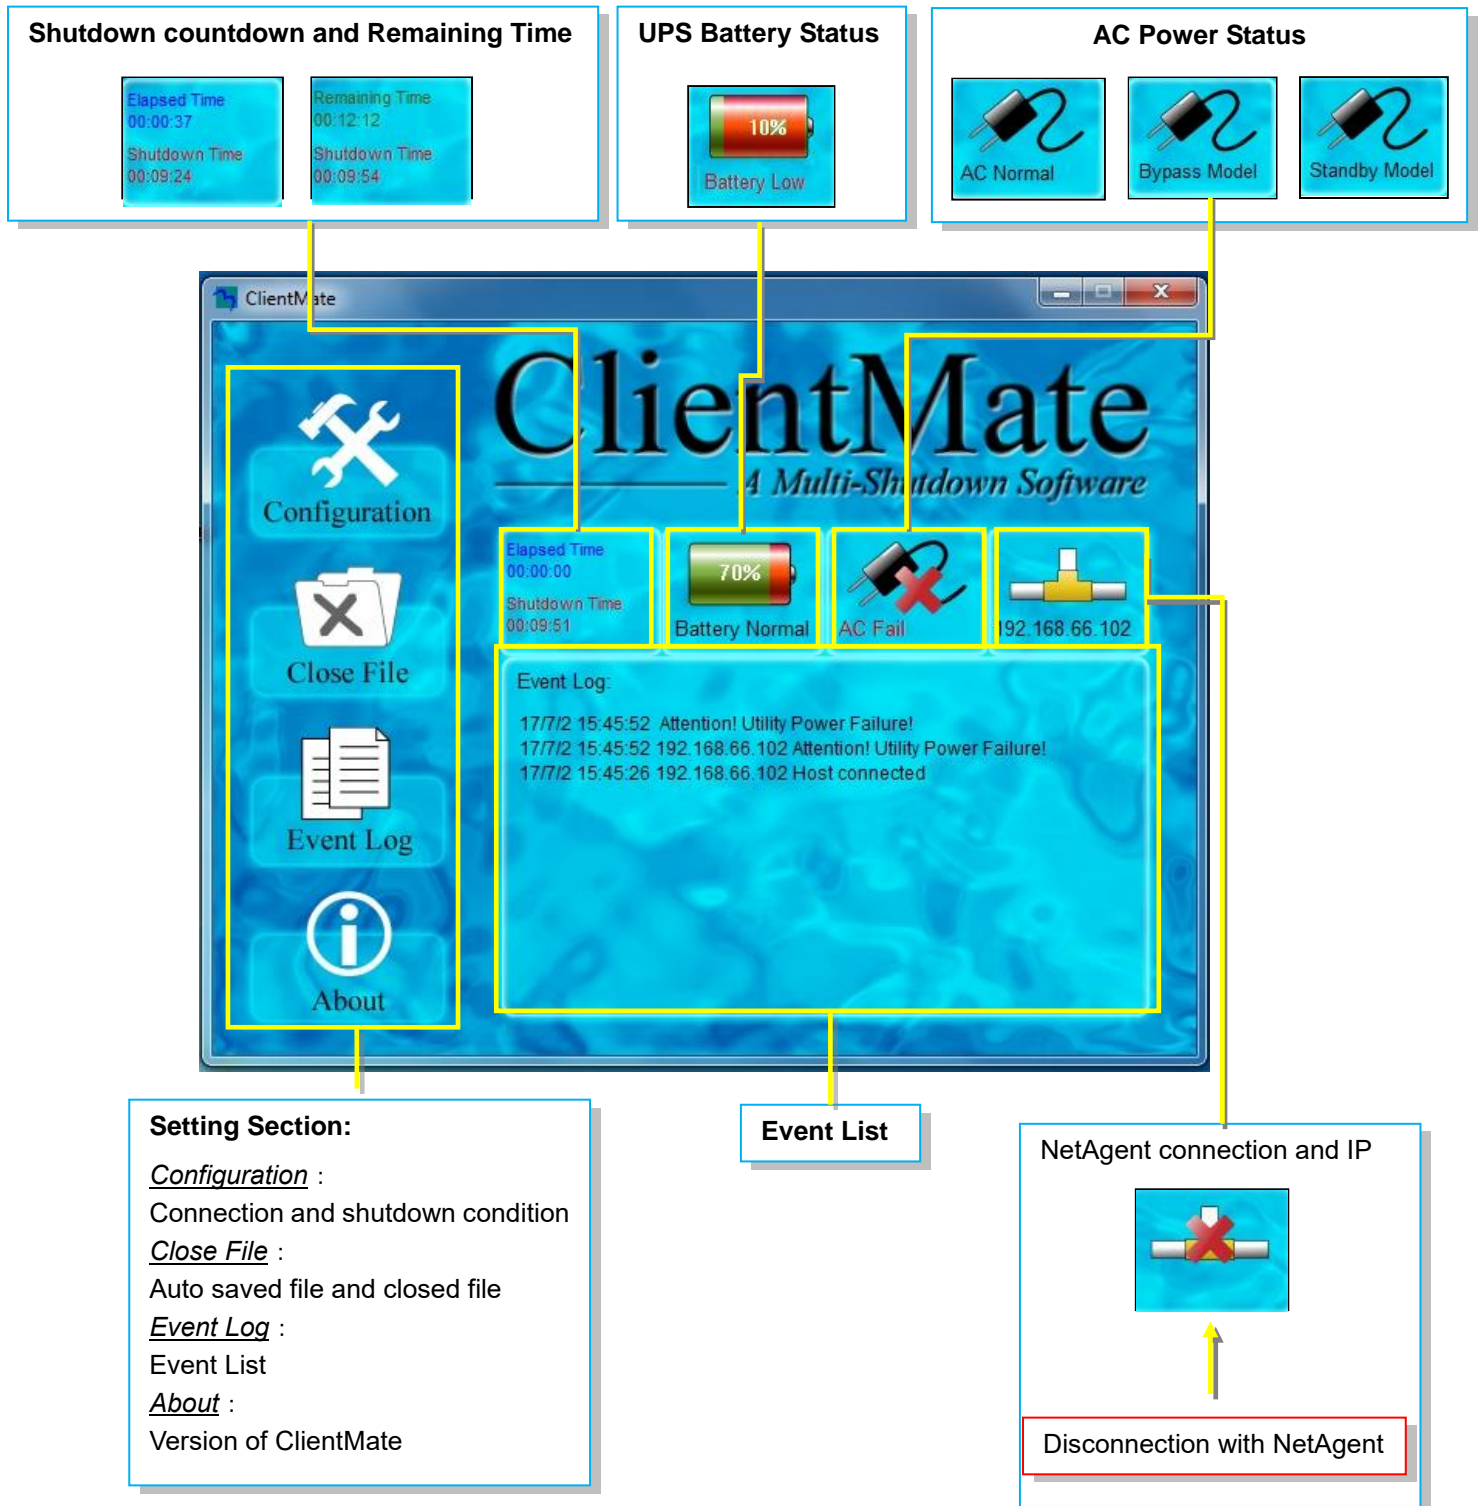 Shutdown countdown and Remaining Time
Elapsed Time
00:00:37
Shutdown Time
00:09:24
Remaining Time
00:12:12
Shutdown Time
00:09:54
UPS Battery Status
10%
Battery Low
AC Power Status
AC Normal
Bypass Model
Standby Model
ClientMate
ClientMate
A Multi-Shutdown Software
Configuration
Close File
Event Log
About
Elapsed Time
00:00:00
Shutdown Time
00:09:51
70%
Battery Normal
AC Fail
192.168.66.102
Event Log:
17/7/2 15:45:52 Attention! Utility Power Failure!
17/7/2 15:45:52 192.168.66.102 Attention! Utility Power Failure!
17/7/2 15:45:26 192.168.66.102 Host connected
Setting Section:
Configuration :
Connection and shutdown condition
Close File :
Auto saved file and closed file
Event Log :
Event List
About :
Version of ClientMate
Event List
NetAgent connection and IP
Disconnection with NetAgent